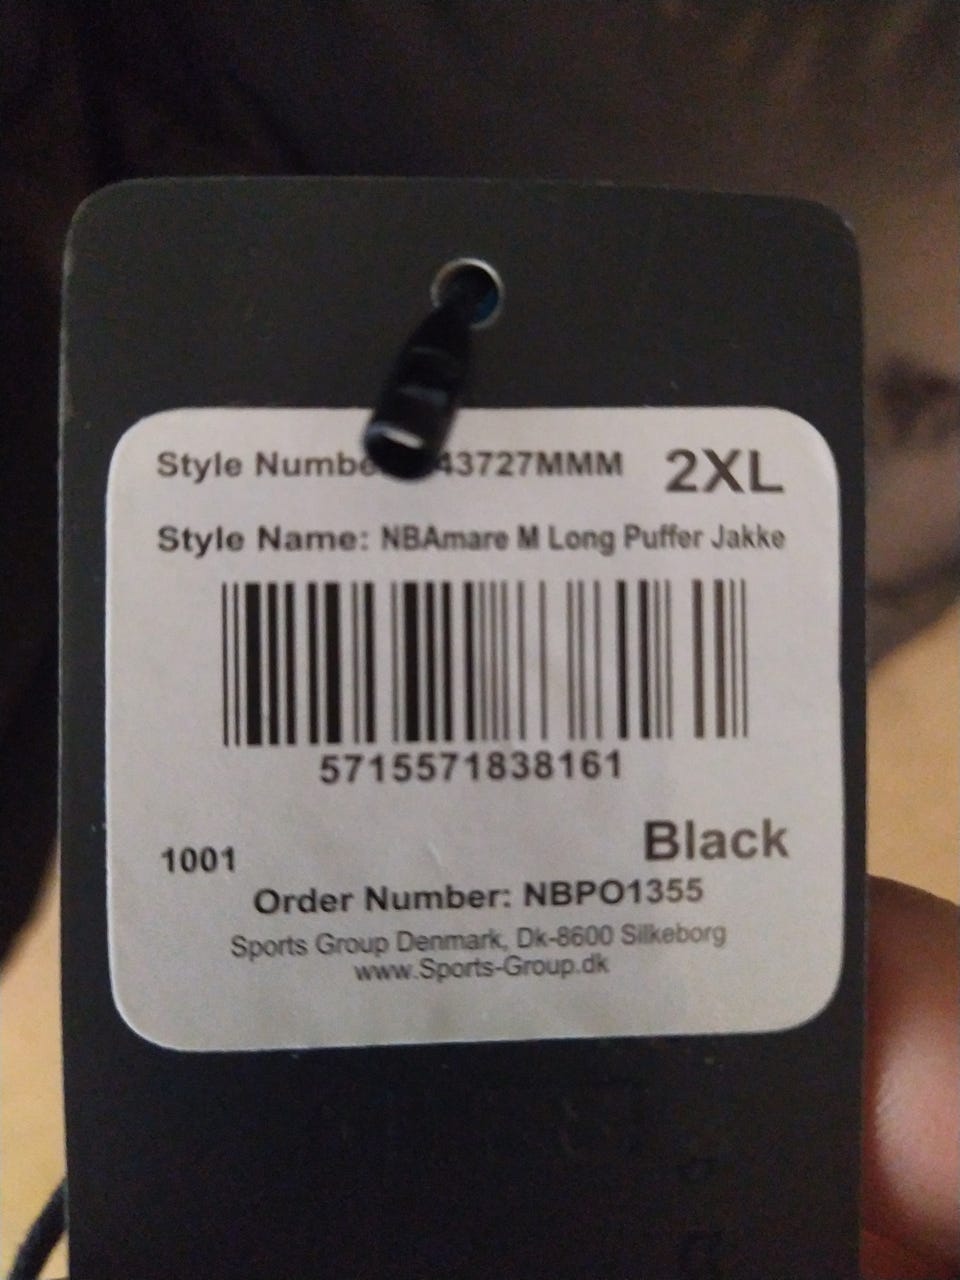 Style Numbe 43727MMM 2XL
Style Name: NBAmare M Long Puffer Jakke
5715571838161
Black
1001
Order Number: NBPO1355
Sports Group Denmark, Dk-8600 Silkeborg
www.Sports-Group.dk